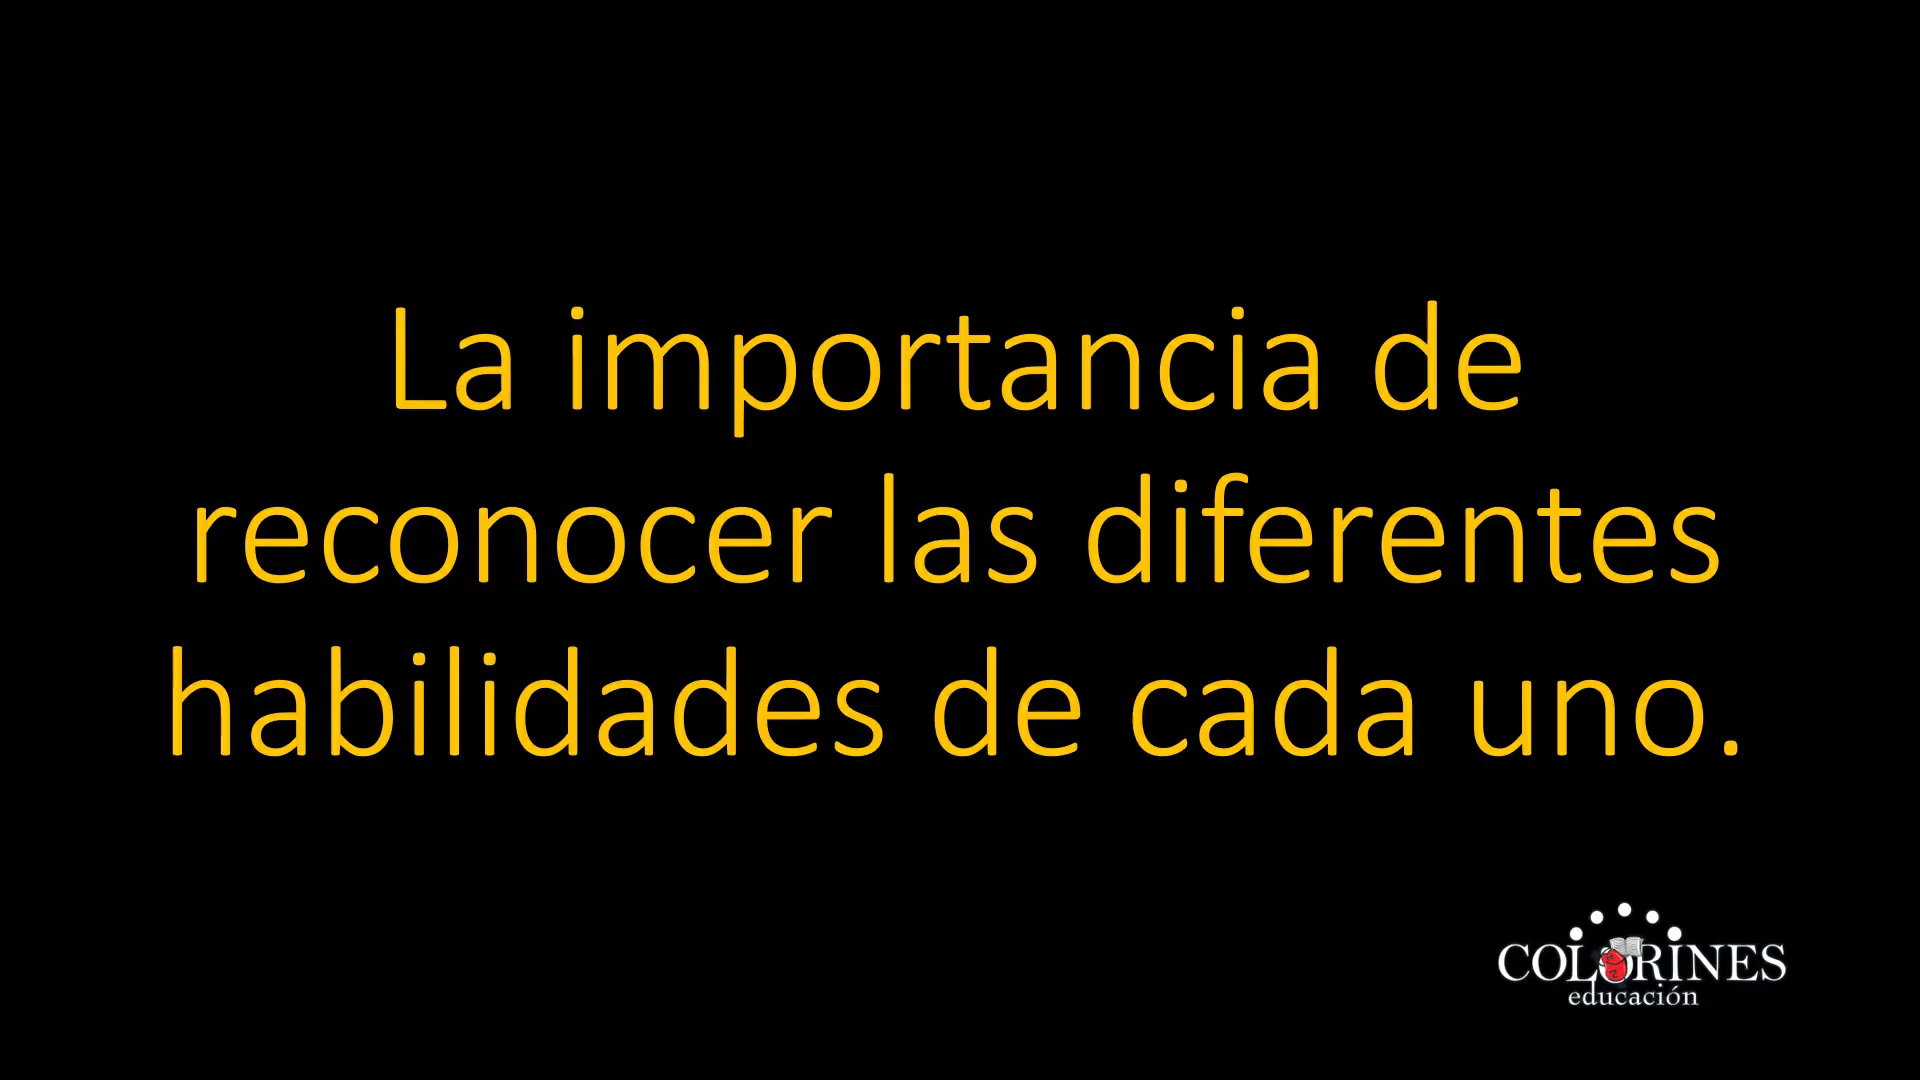 La importancia de
reconocer las diferentes
habilidades de cada uno.
COLORINES
educación